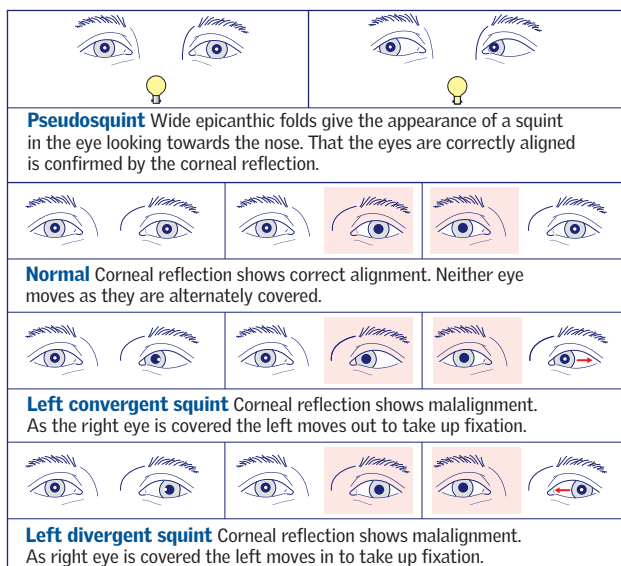 Pseudosquint Wide epicanthic folds give the appearance of a squint
in the eye looking towards the nose. That the eyes are correctly aligned
is confirmed by the corneal reflection.
Normal Corneal reflection shows correct alignment. Neither eye
moves as they are alternately covered.
Left convergent squint Corneal reflection shows malalignment.
As the right eye is covered the left moves out to take up fixation.
Left divergent squint Corneal reflection shows malalignment.
As right eye is covered the left moves in to take up fixation.